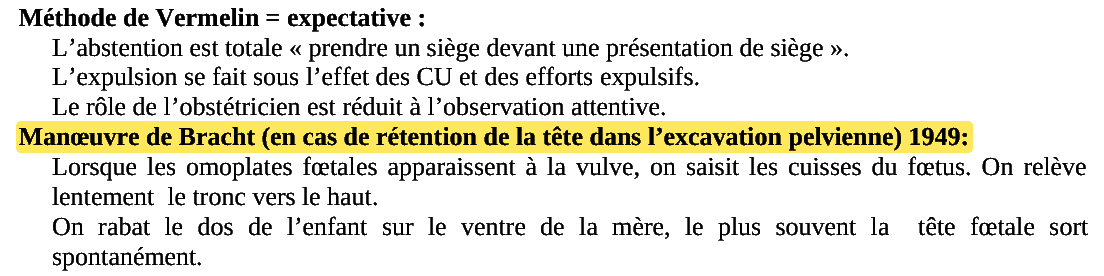 Méthode de Vermelin = expectative :
L’abstention est totale « prendre un siège devant une présentation de siège ».
L’expulsion se fait sous l’effet des CU et des efforts expulsifs.
Le rôle de l’obstétricien est réduit à l’observation attentive.
Manœuvre de Bracht (en cas de rétention de la tête dans l’excavation pelvienne) 1949:
Lorsque les omoplates fœtales apparaissent à la vulve, on saisit les cuisses du fœtus. On relève
lentement le tronc vers le haut.
On rabat le dos de l’enfant sur le ventre de la mère, le plus souvent la tête fœtale sort
spontanément.